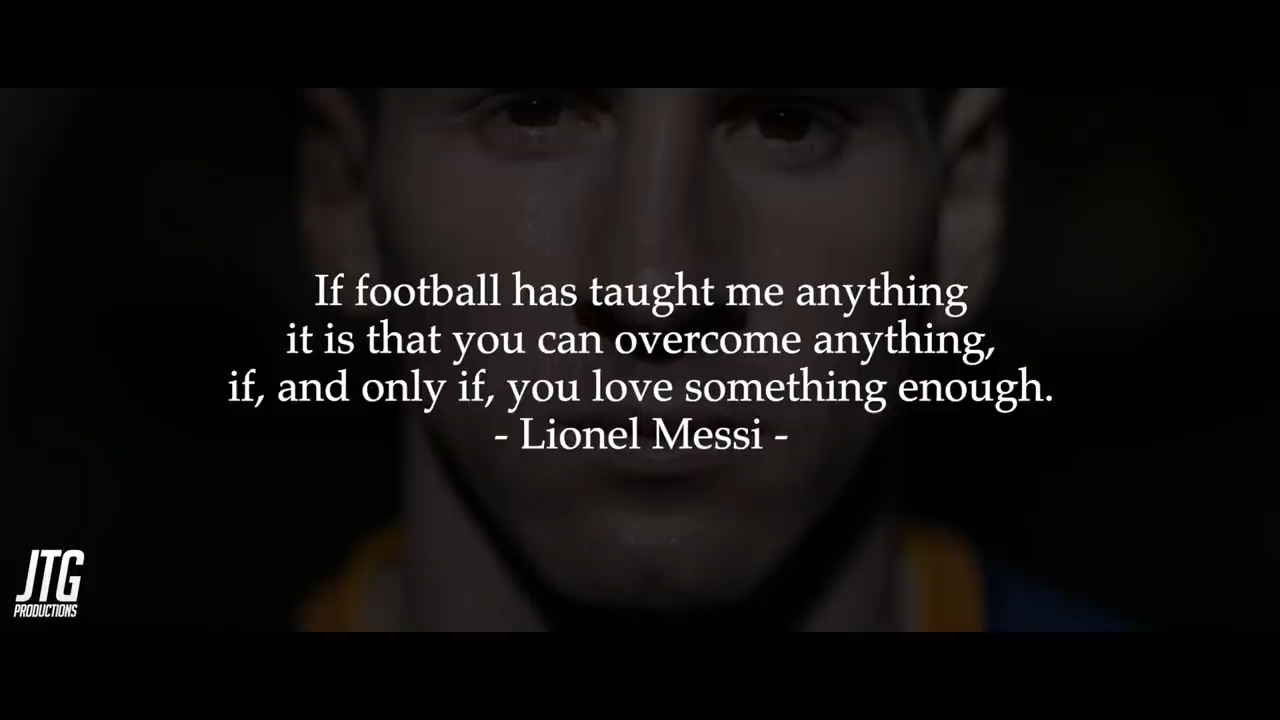 If football has taught me anything
it is that you can overcome anything,
if, and only if, you love something enough.
- Lionel Messi -
JTG
PRODUCTIONS